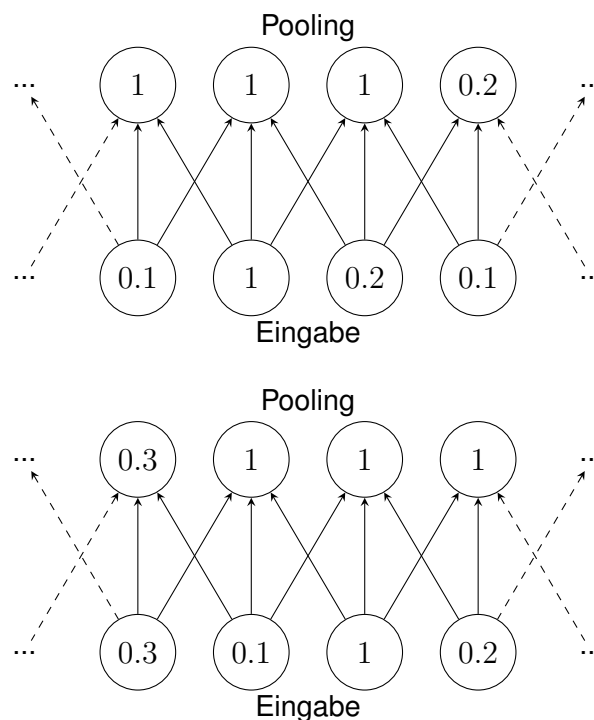 Pooling
... 1 1 1 0.2 ..
... 0.1 1 0.2 0.1 ..
Eingabe
Pooling
... 0.3 1 1 1 ..
... 0.3 0.1 1 0.2 ..
Eingabe